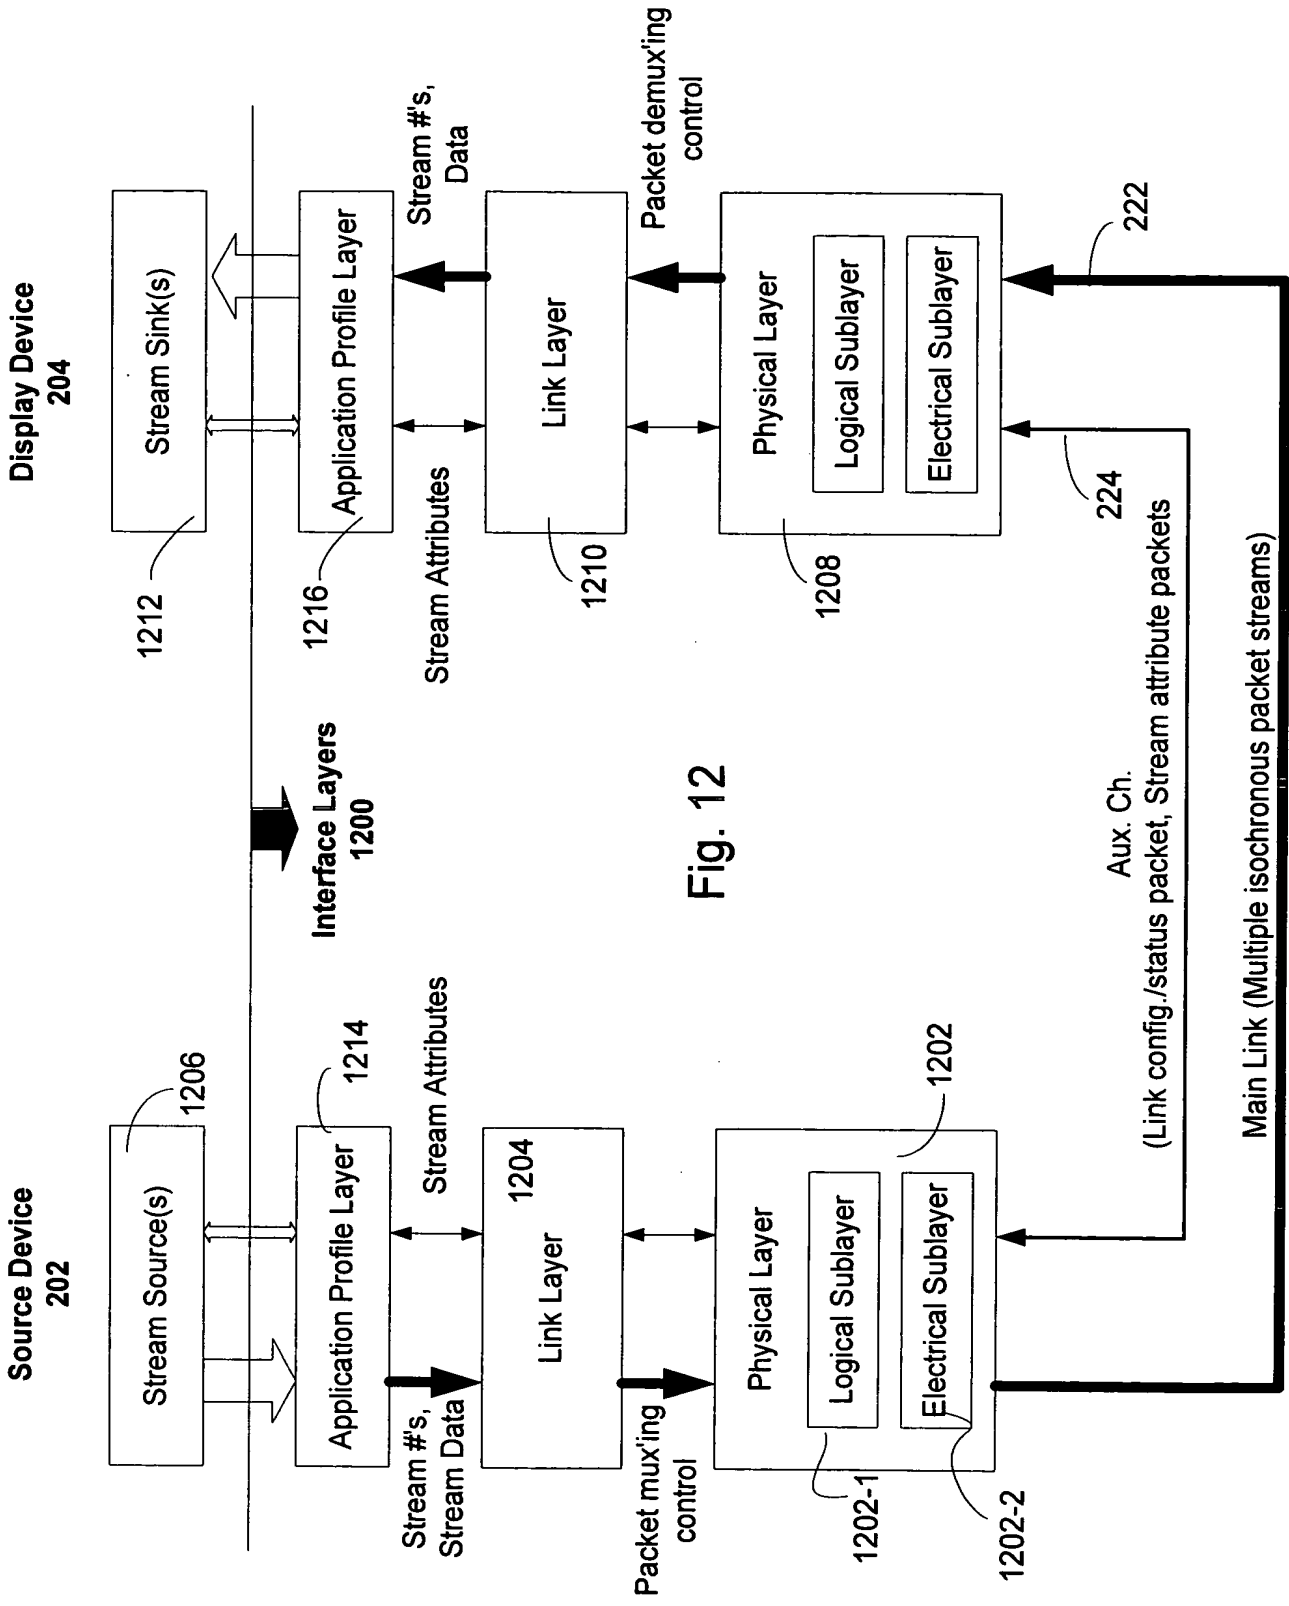 Source Device
202
Display Device
204
Stream Source(s)
1206
Stream Sink(s)
1212
Interface Layers
1200
Application Profile Layer
1214
Application Profile Layer
1216
Stream #'s,
Stream Data
Stream Attributes
Stream Attributes
Stream #'s,
Data
Link Layer
1204
Link Layer
1210
Packet mux'ing
control
Packet demux'ing
control
Fig. 12
Physical Layer
Logical Sublayer
Electrical Sublayer
1202
1202-1
1202-2
Physical Layer
Logical Sublayer
Electrical Sublayer
1208
224
222
Aux. Ch.
(Link config./status packet, Stream attribute packets
Main Link (Multiple isochronous packet streams)